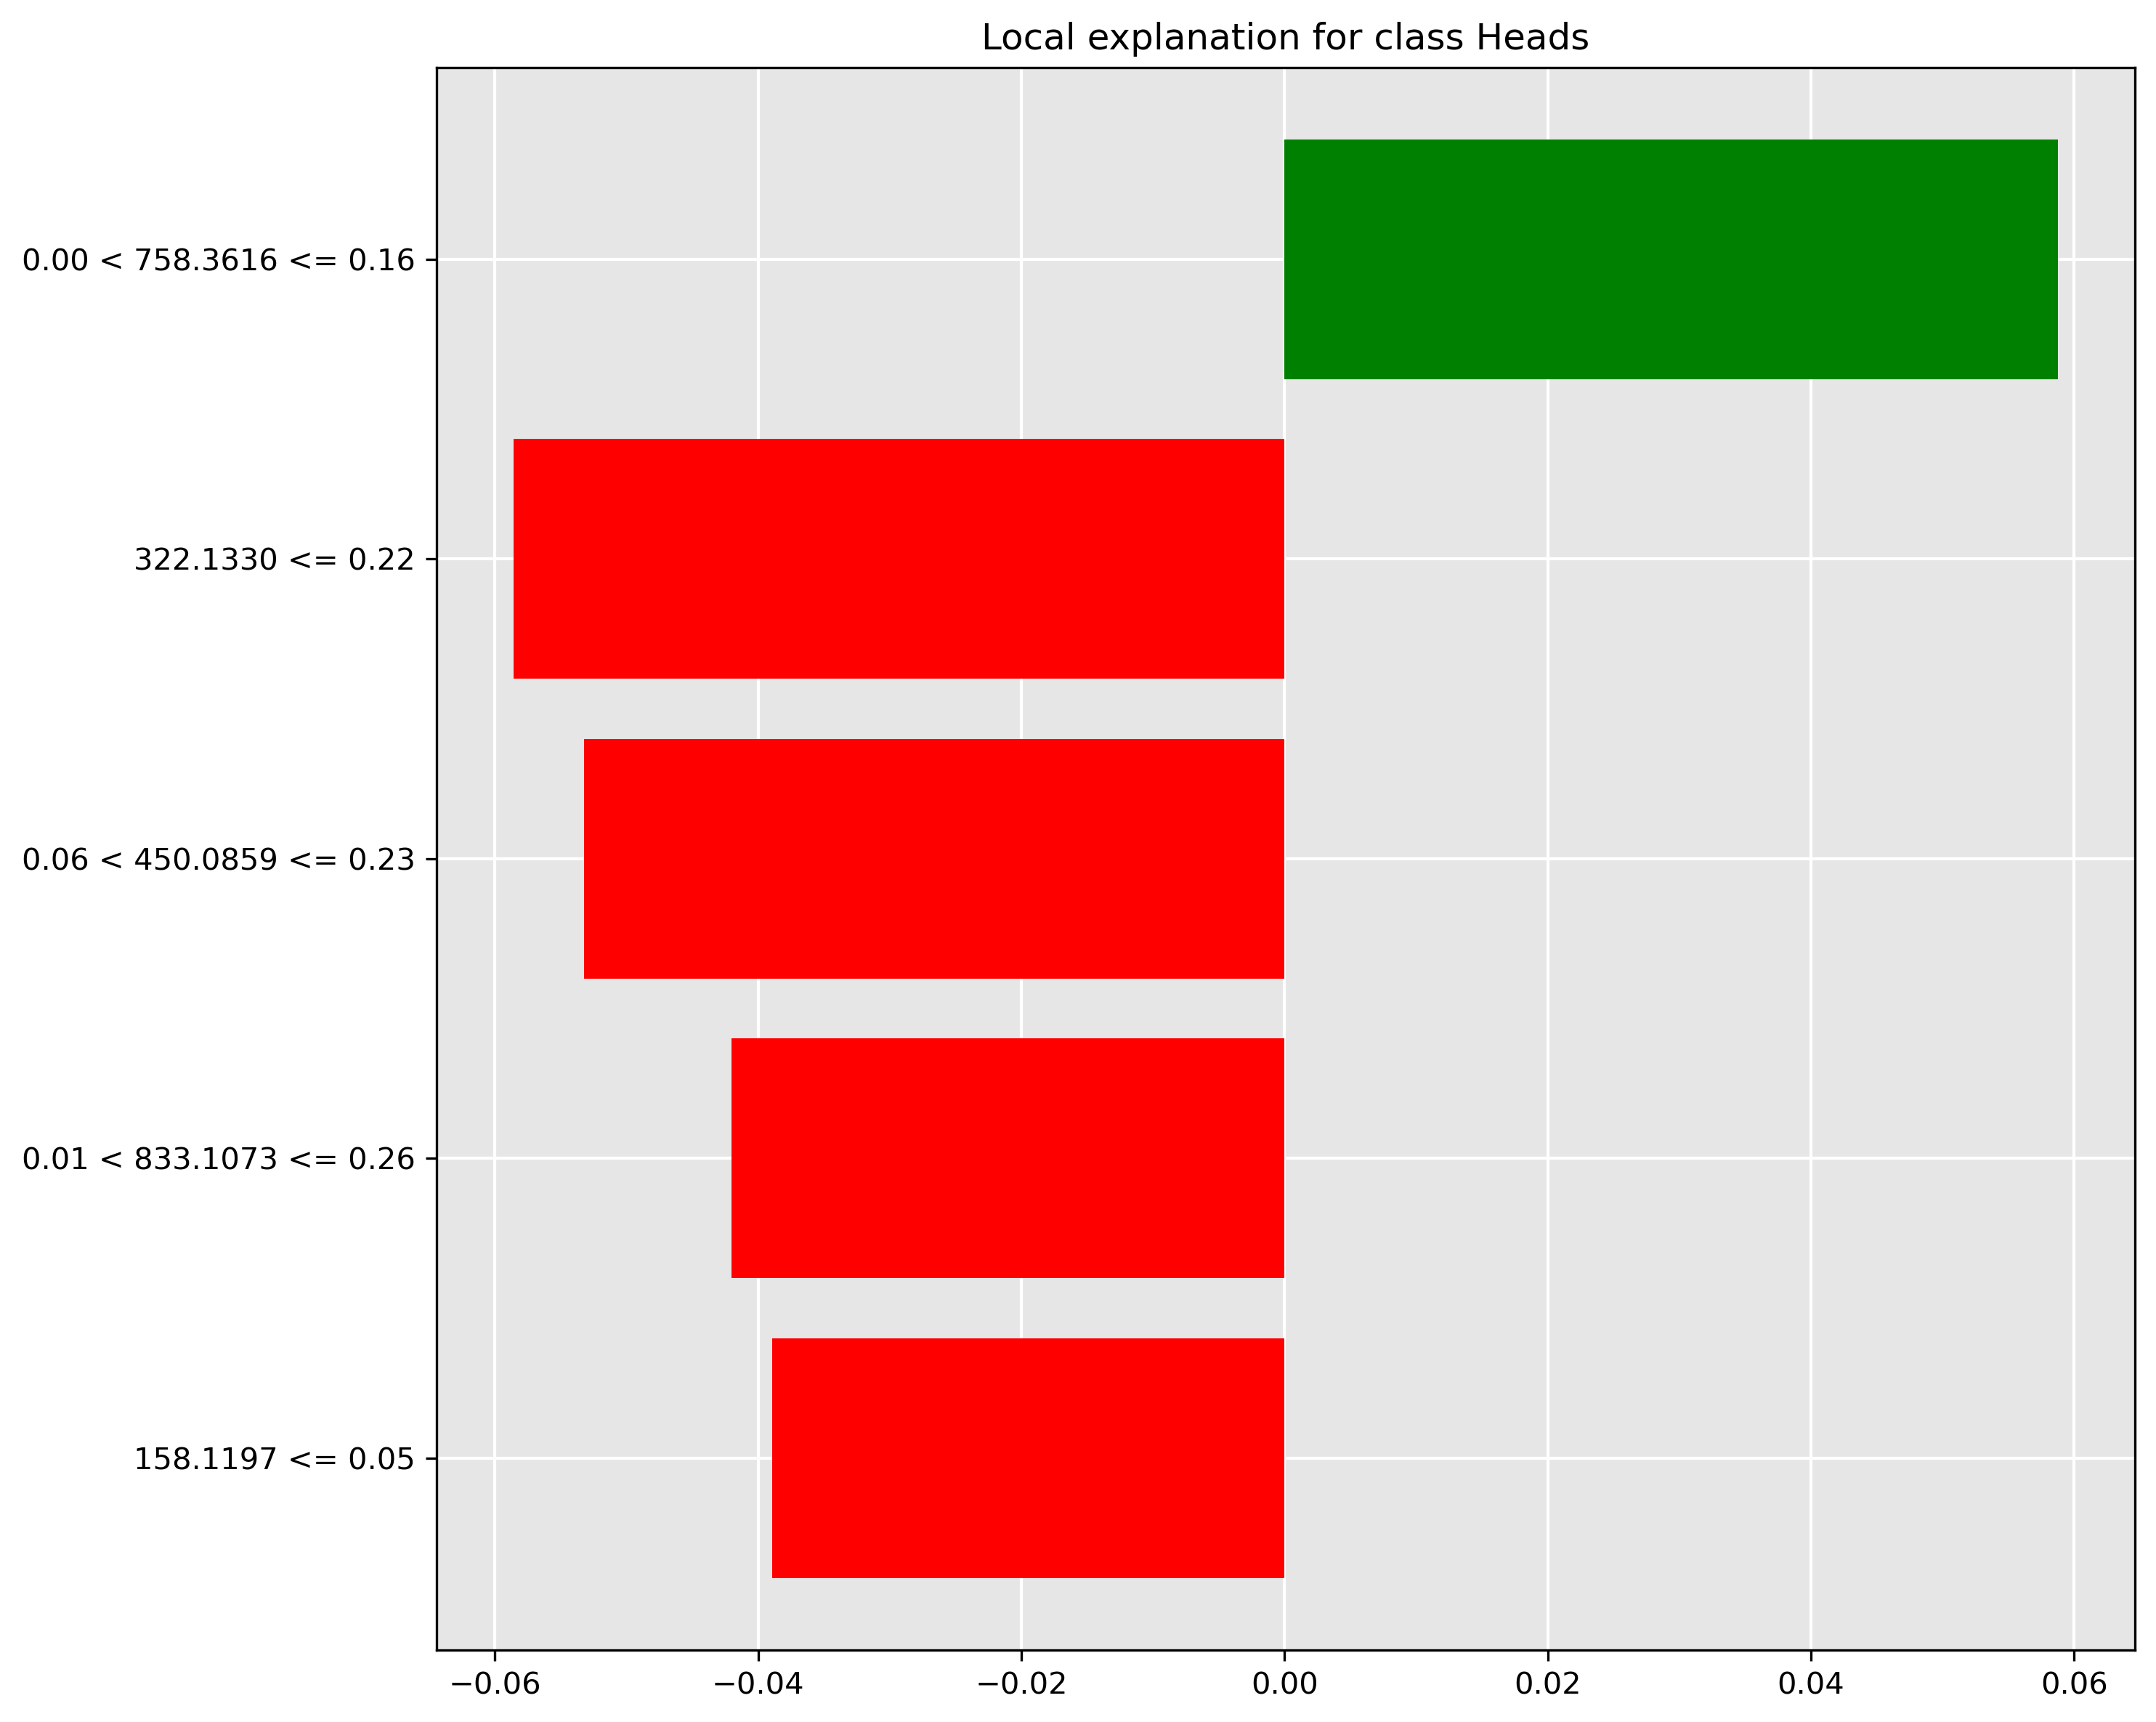 Local explanation for class Heads
0.00 < 758.3616 <= 0.16
322.1330 <= 0.22
0.06 < 450.0859 <= 0.23
0.01 < 833.1073 <= 0.26
158.1197 <= 0.05
−0.06 −0.04 −0.02 0.00 0.02 0.04 0.06